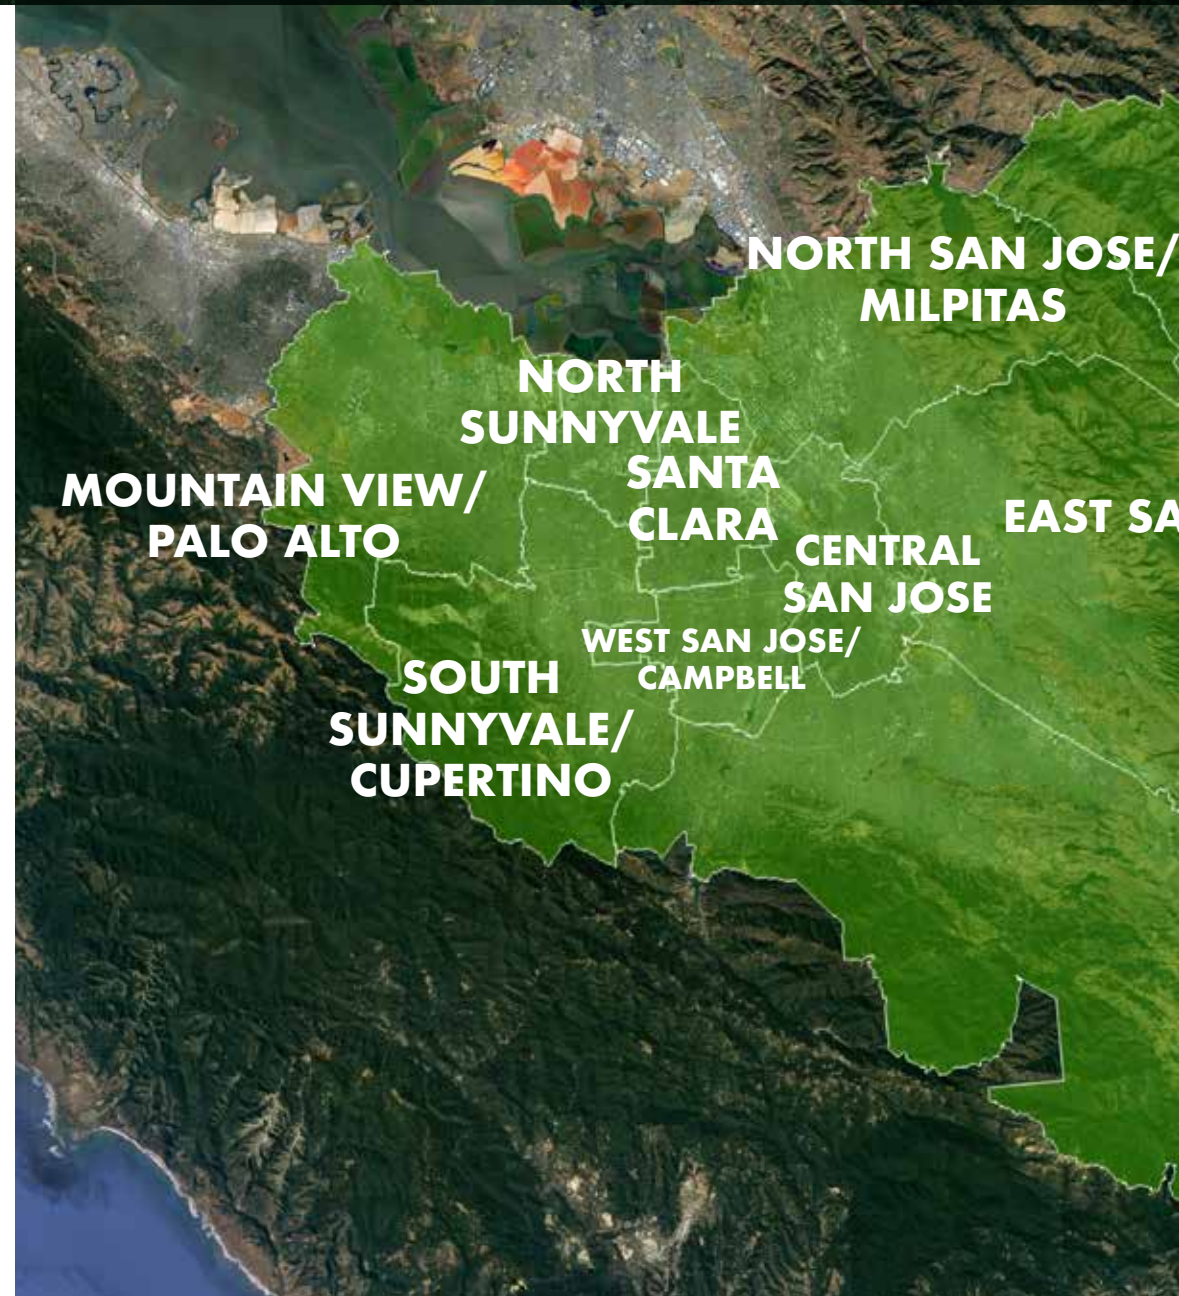 NORTH SAN JOSE/
MILPITAS
NORTH
SUNNYVALE
SANTA
CLARA
MOUNTAIN VIEW/
PALO ALTO
EAST SA
CENTRAL
SAN JOSE
WEST SAN JOSE/
CAMPBELL
SOUTH
SUNNYVALE/
CUPERTINO